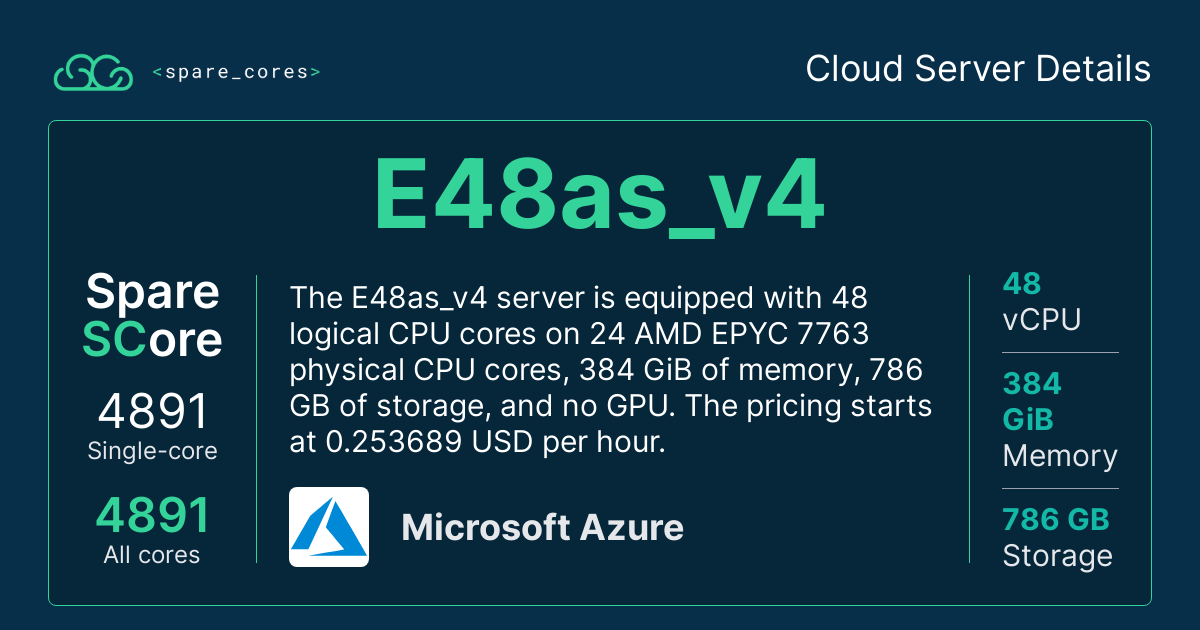 <spare_cores>
Cloud Server Details
E48as_v4
Spare
SCore
4891
Single-core
4891
All cores
The E48as_v4 server is equipped with 48
logical CPU cores on 24 AMD EPYC 7763
physical CPU cores, 384 GiB of memory, 786
GB of storage, and no GPU. The pricing starts
at 0.253689 USD per hour.
Microsoft Azure
48
vCPU
384
GiB
Memory
786 GB
Storage